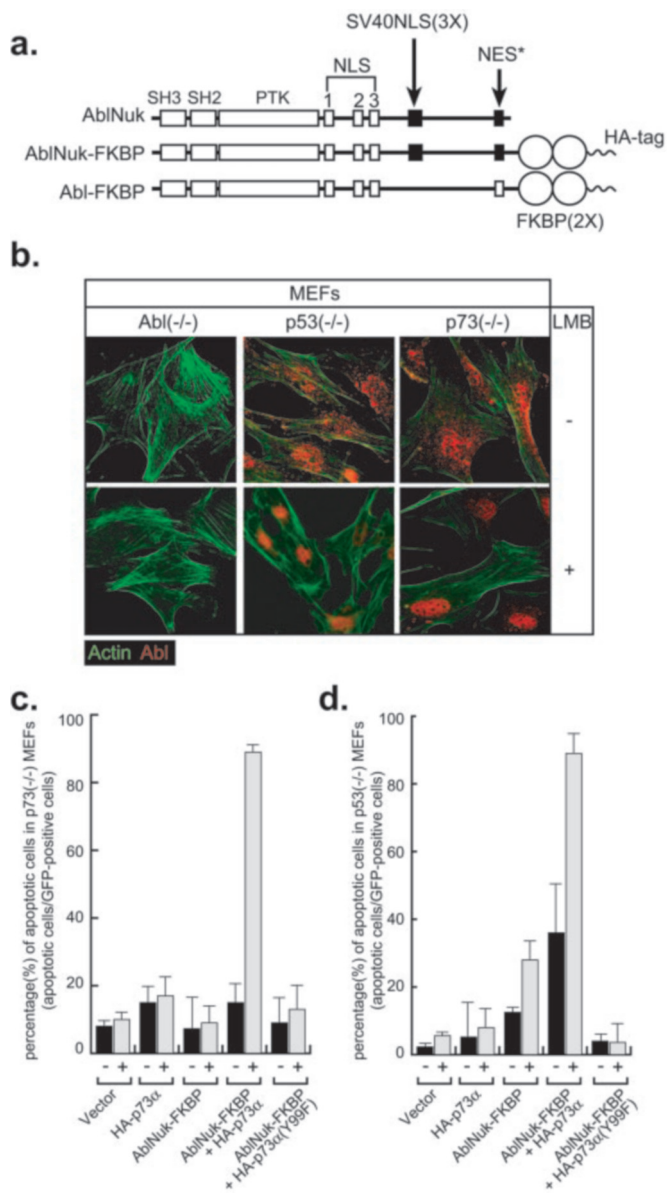 a.
SV40NLS(3X)
NES*
NLS
SH3 SH2 PTK 1 2 3
AblNuk
HA-tag
AblNuk-FKBP
Abl-FKBP
FKBP(2X)
b.
MEFs
Abl(-/-) p53(-/-) p73(-/-) LMB
-
+
Actin Abl
c.
percentage(%) of apoptotic cells in p73(-/-) MEFs
(apoptotic cells/GFP-positive cells)
100
80
60
40
20
0
- + - + - + - + - +
Vector
HA-p73α
AblNuk-FKBP
AblNuk-FKBP
+ HA-p73α
AblNuk-FKBP
+ HA-p73α(Y99F)
d.
percentage(%) of apoptotic cells in p53(-/-) MEFs
(apoptotic cells/GFP-positive cells)
100
80
60
40
20
0
- + - + - + - + - +
Vector
HA-p73α
AblNuk-FKBP
AblNuk-FKBP
+ HA-p73α
AblNuk-FKBP
+ HA-p73α(Y99F)